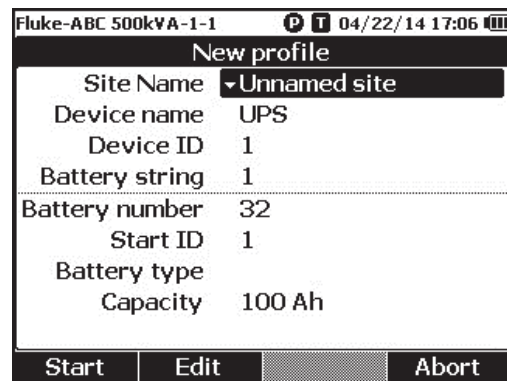 Fluke-ABC 500kVA-1-1 P T 04/22/14 17:06
New profile
Site Name Unnamed site
Device name UPS
Device ID 1
Battery string 1
Battery number 32
Start ID 1
Battery type
Capacity 100 Ah
Start Edit Abort